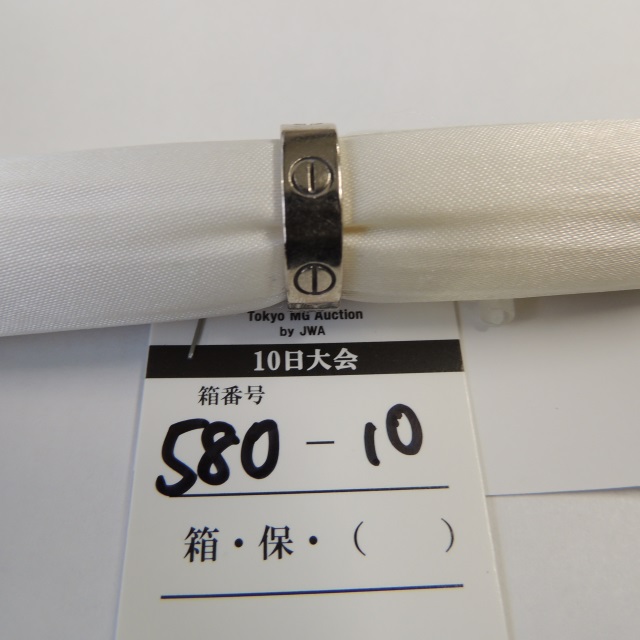 Tokyo MG Auction
by JWA
10日大会
箱番号
580 - 10
箱・保・(　　)